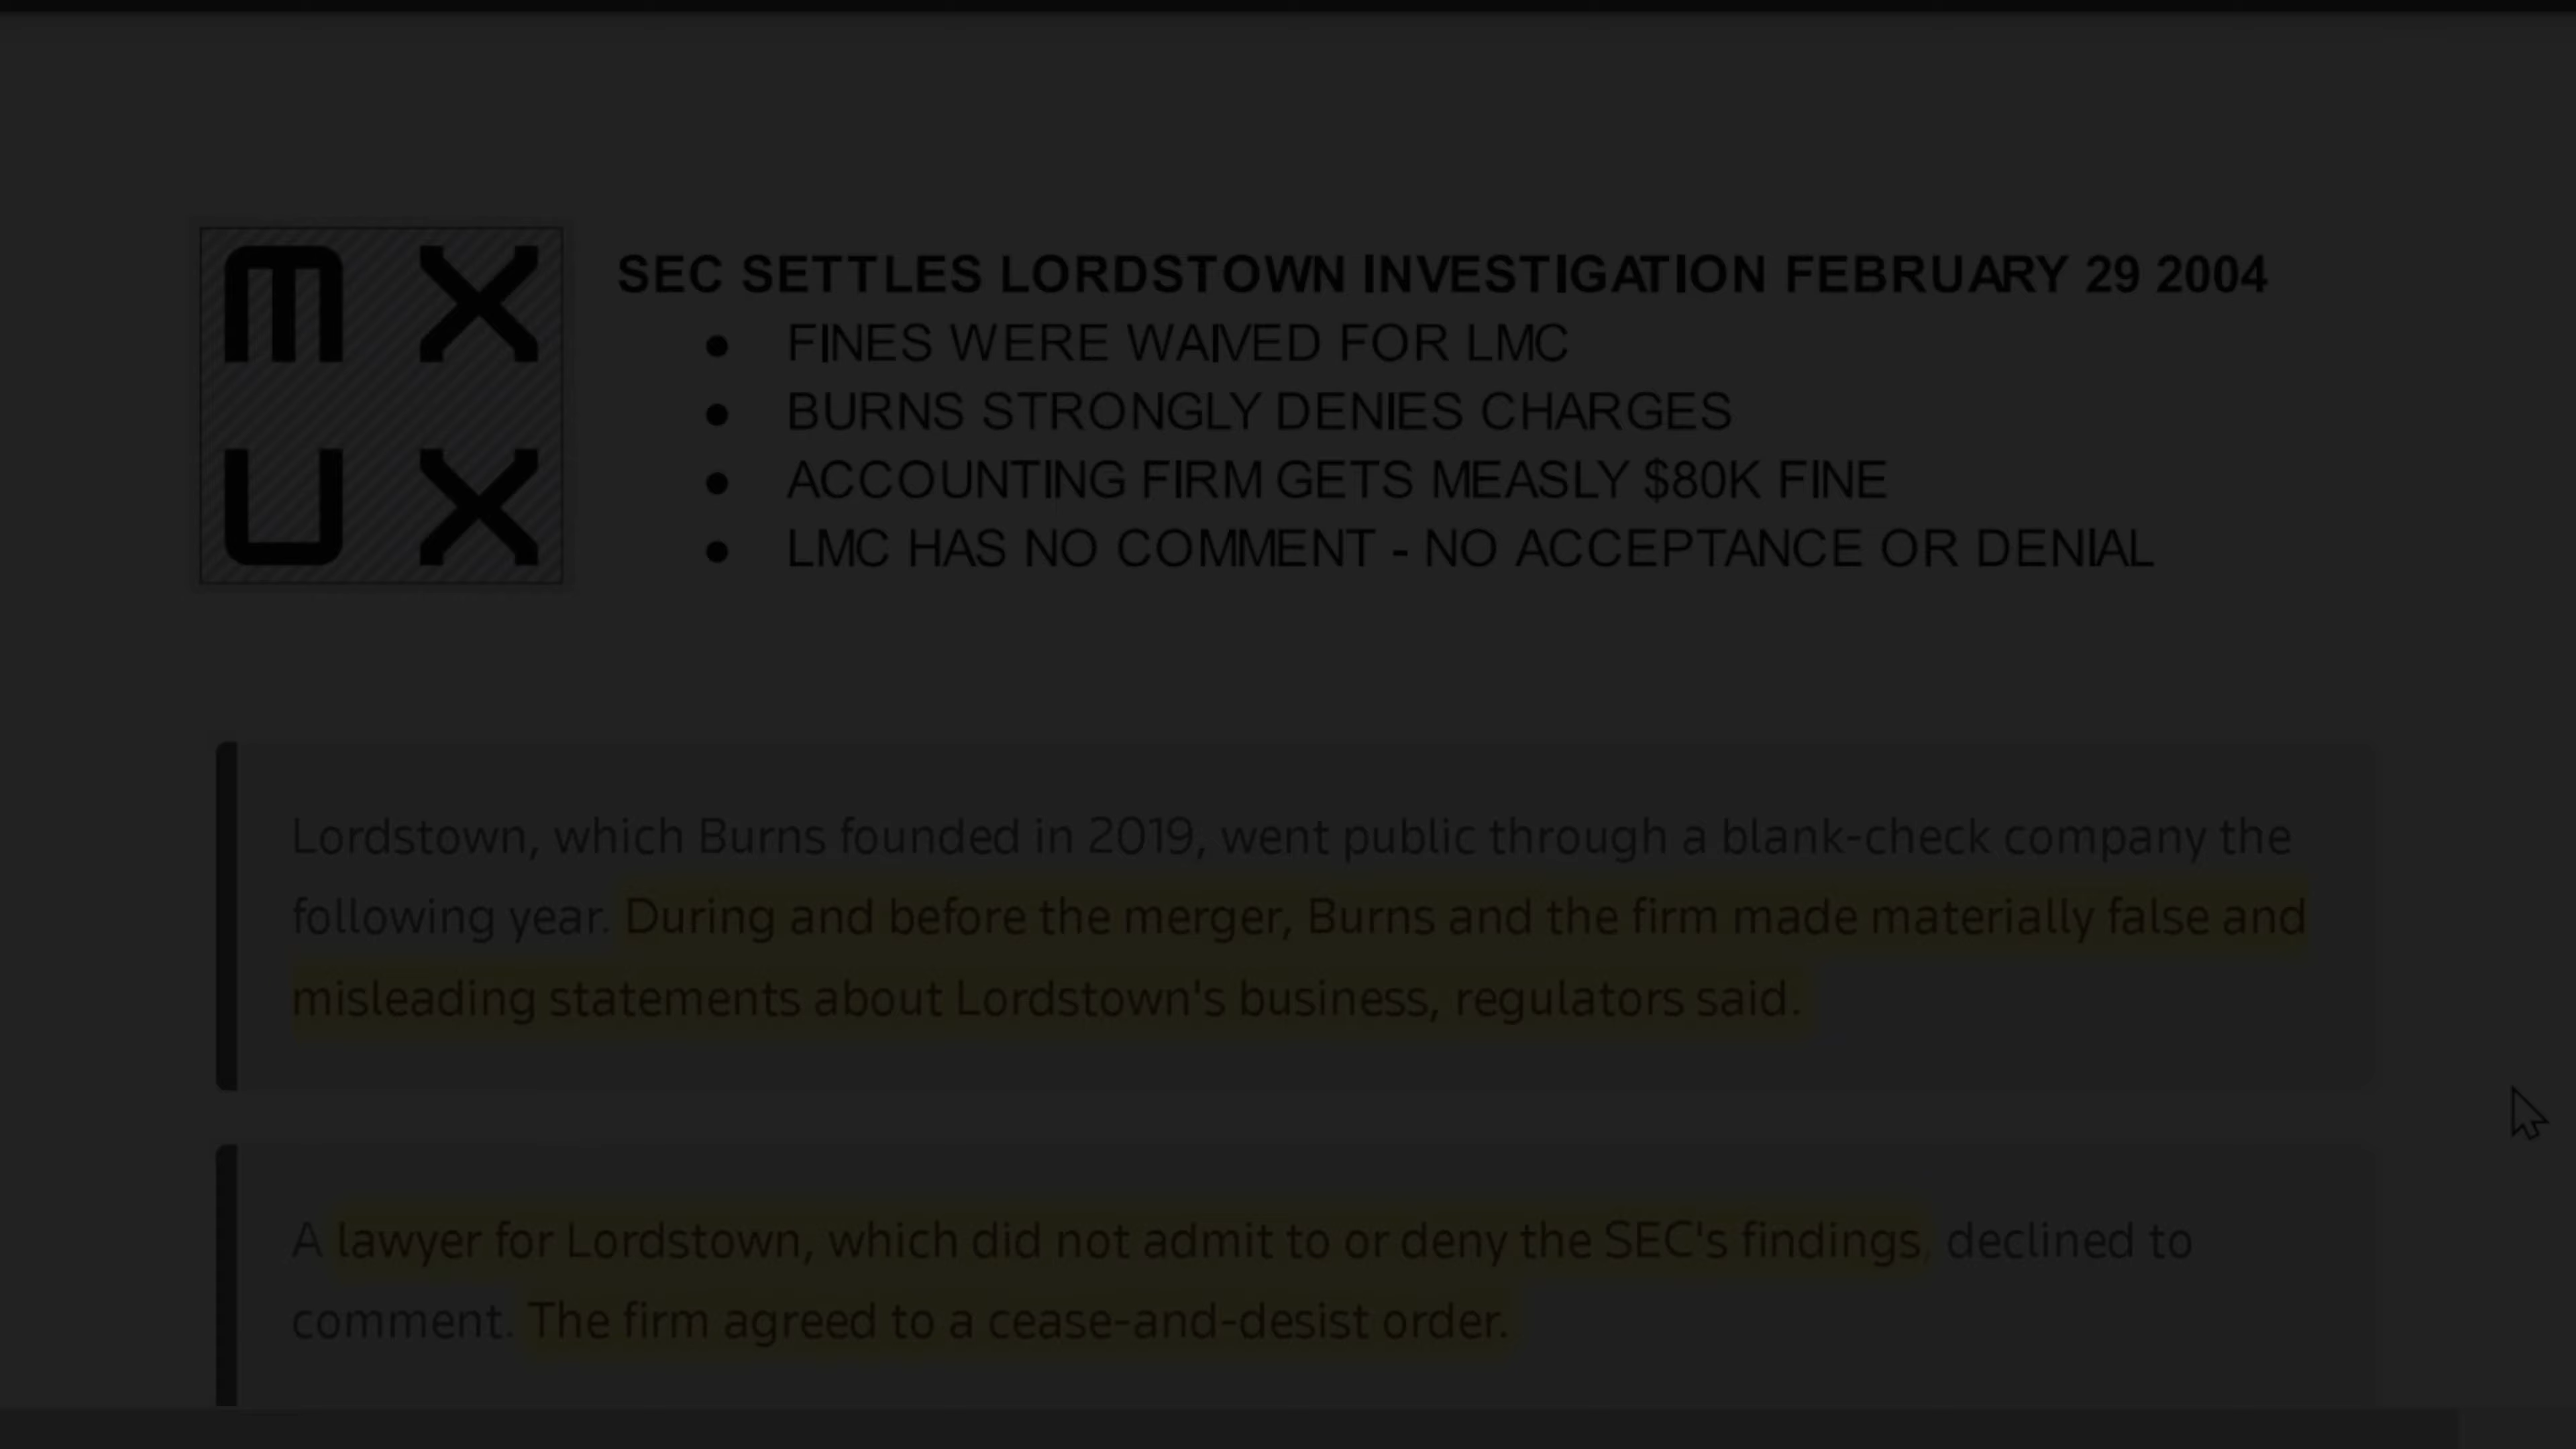 M X
U X
SEC SETTLES LORDSTOWN INVESTIGATION FEBRUARY 29 2004
● FINES WERE WAIVED FOR LMC
● BURNS STRONGLY DENIES CHARGES
● ACCOUNTING FIRM GETS MEASLY $80K FINE
● LMC HAS NO COMMENT - NO ACCEPTANCE OR DENIAL
Lordstown, which Burns founded in 2019, went public through a blank-check company the
following year. During and before the merger, Burns and the firm made materially false and
misleading statements about Lordstown's business, regulators said.
A lawyer for Lordstown, which did not admit to or deny the SEC's findings, declined to
comment. The firm agreed to a cease-and-desist order.